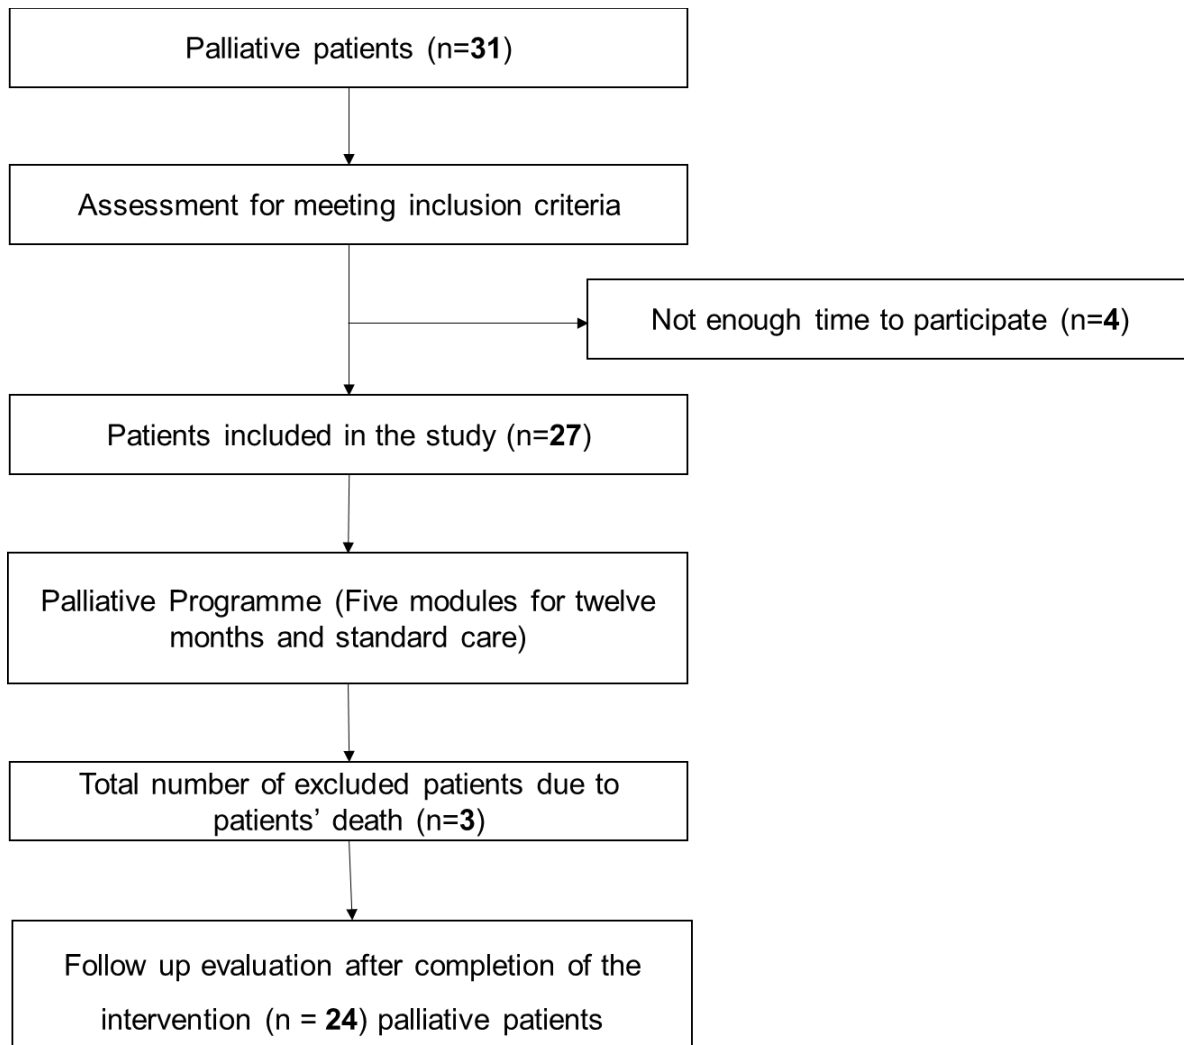 Palliative patients (n=31)
Assessment for meeting inclusion criteria
Not enough time to participate (n=4)
Patients included in the study (n=27)
Palliative Programme (Five modules for twelve
months and standard care)
Total number of excluded patients due to
patients’ death (n=3)
Follow up evaluation after completion of the
intervention (n = 24) palliative patients